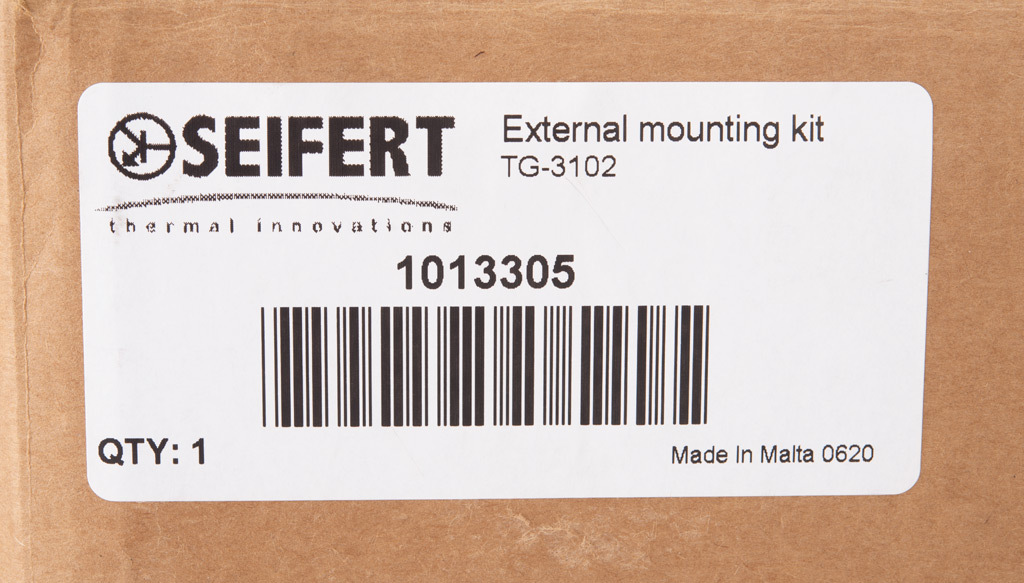 SEIFERT
thermal innovations
External mounting kit
TG-3102
1013305
QTY: 1
Made In Malta 0620